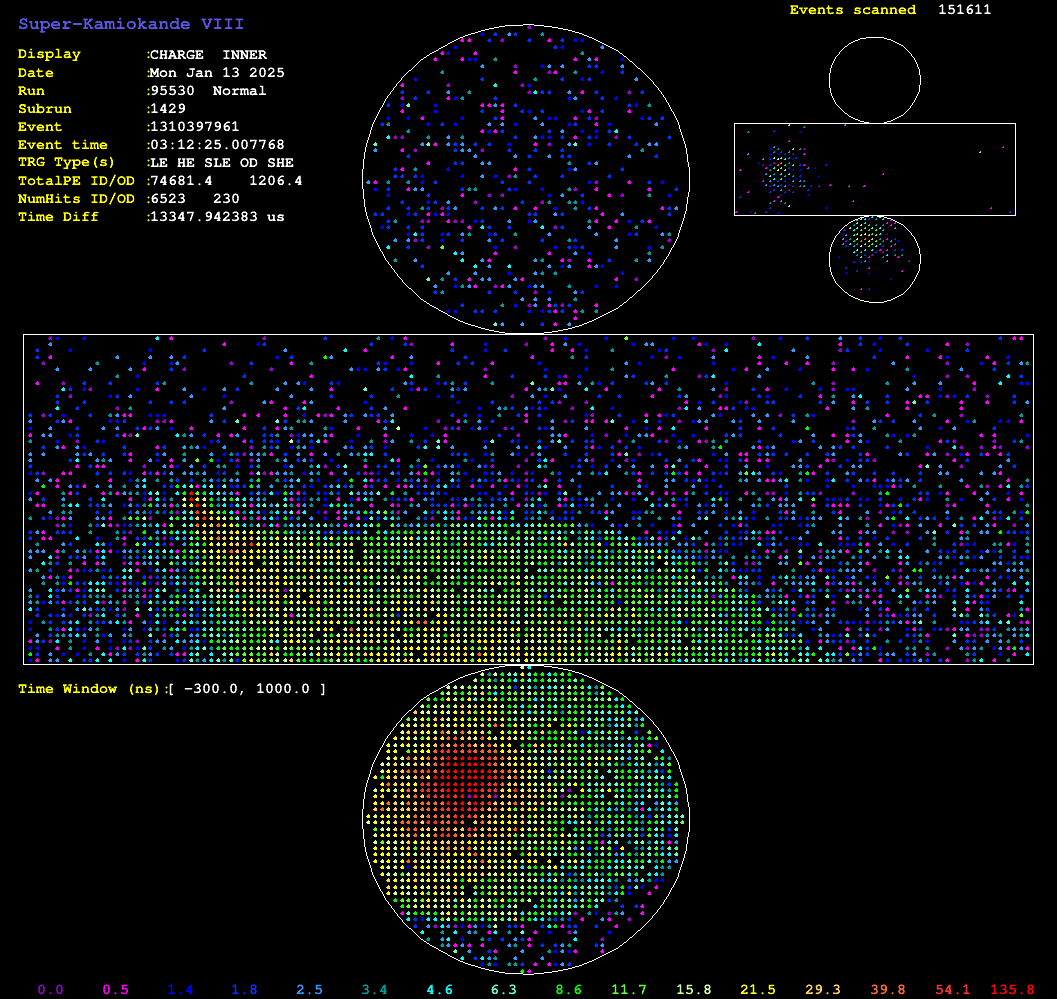 Super-Kamiokande VIII
Events scanned 151611
Display :CHARGE INNER
Date :Mon Jan 13 2025
Run :95530 Normal
Subrun :1429
Event :1310397961
Event time :03:12:25.007768
TRG Type(s) :LE HE SLE OD SHE
TotalPE ID/OD :74681.4 1206.4
NumHits ID/OD :6523 230
Time Diff :13347.942383 us
Time Window (ns):[ -300.0, 1000.0 ]
0.0 0.5 1.4 1.8 2.5 3.4 4.6 6.3 8.6 11.7 15.8 21.5 29.3 39.8 54.1 135.8